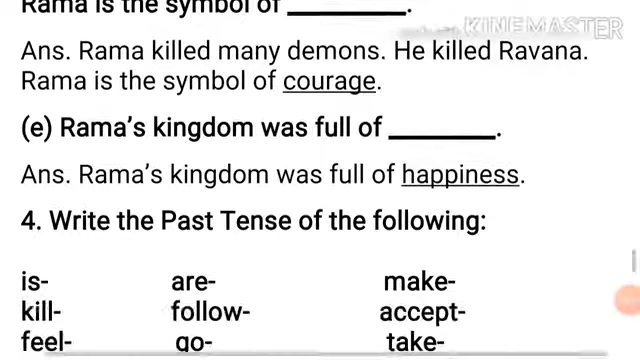 Rama is the symbol of __________.
KINEMASTER
Ans. Rama killed many demons. He killed Ravana.
Rama is the symbol of courage.
(e) Rama's kingdom was full of _________.
Ans. Rama's kingdom was full of happiness.
4. Write the Past Tense of the following:
is- are- make-
kill- follow- accept-
feel- go- take-